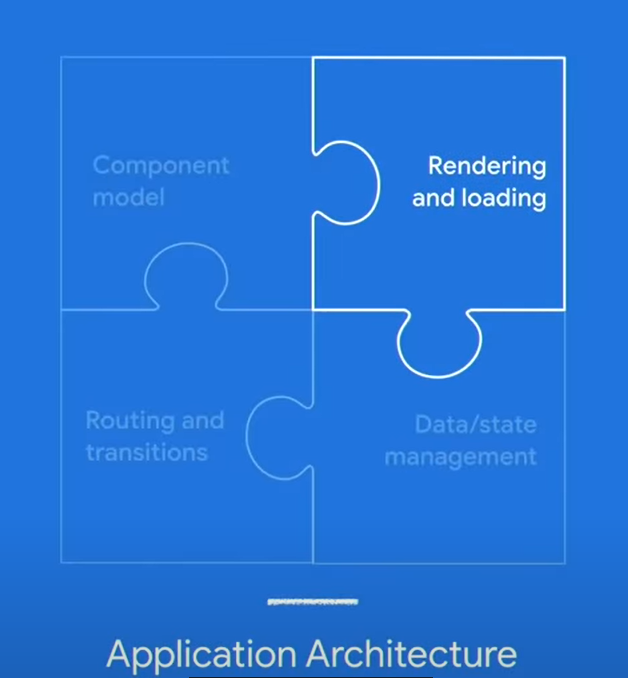 Component
model
Rendering
and loading
Routing and
transitions
Data/state
management
Application Architecture